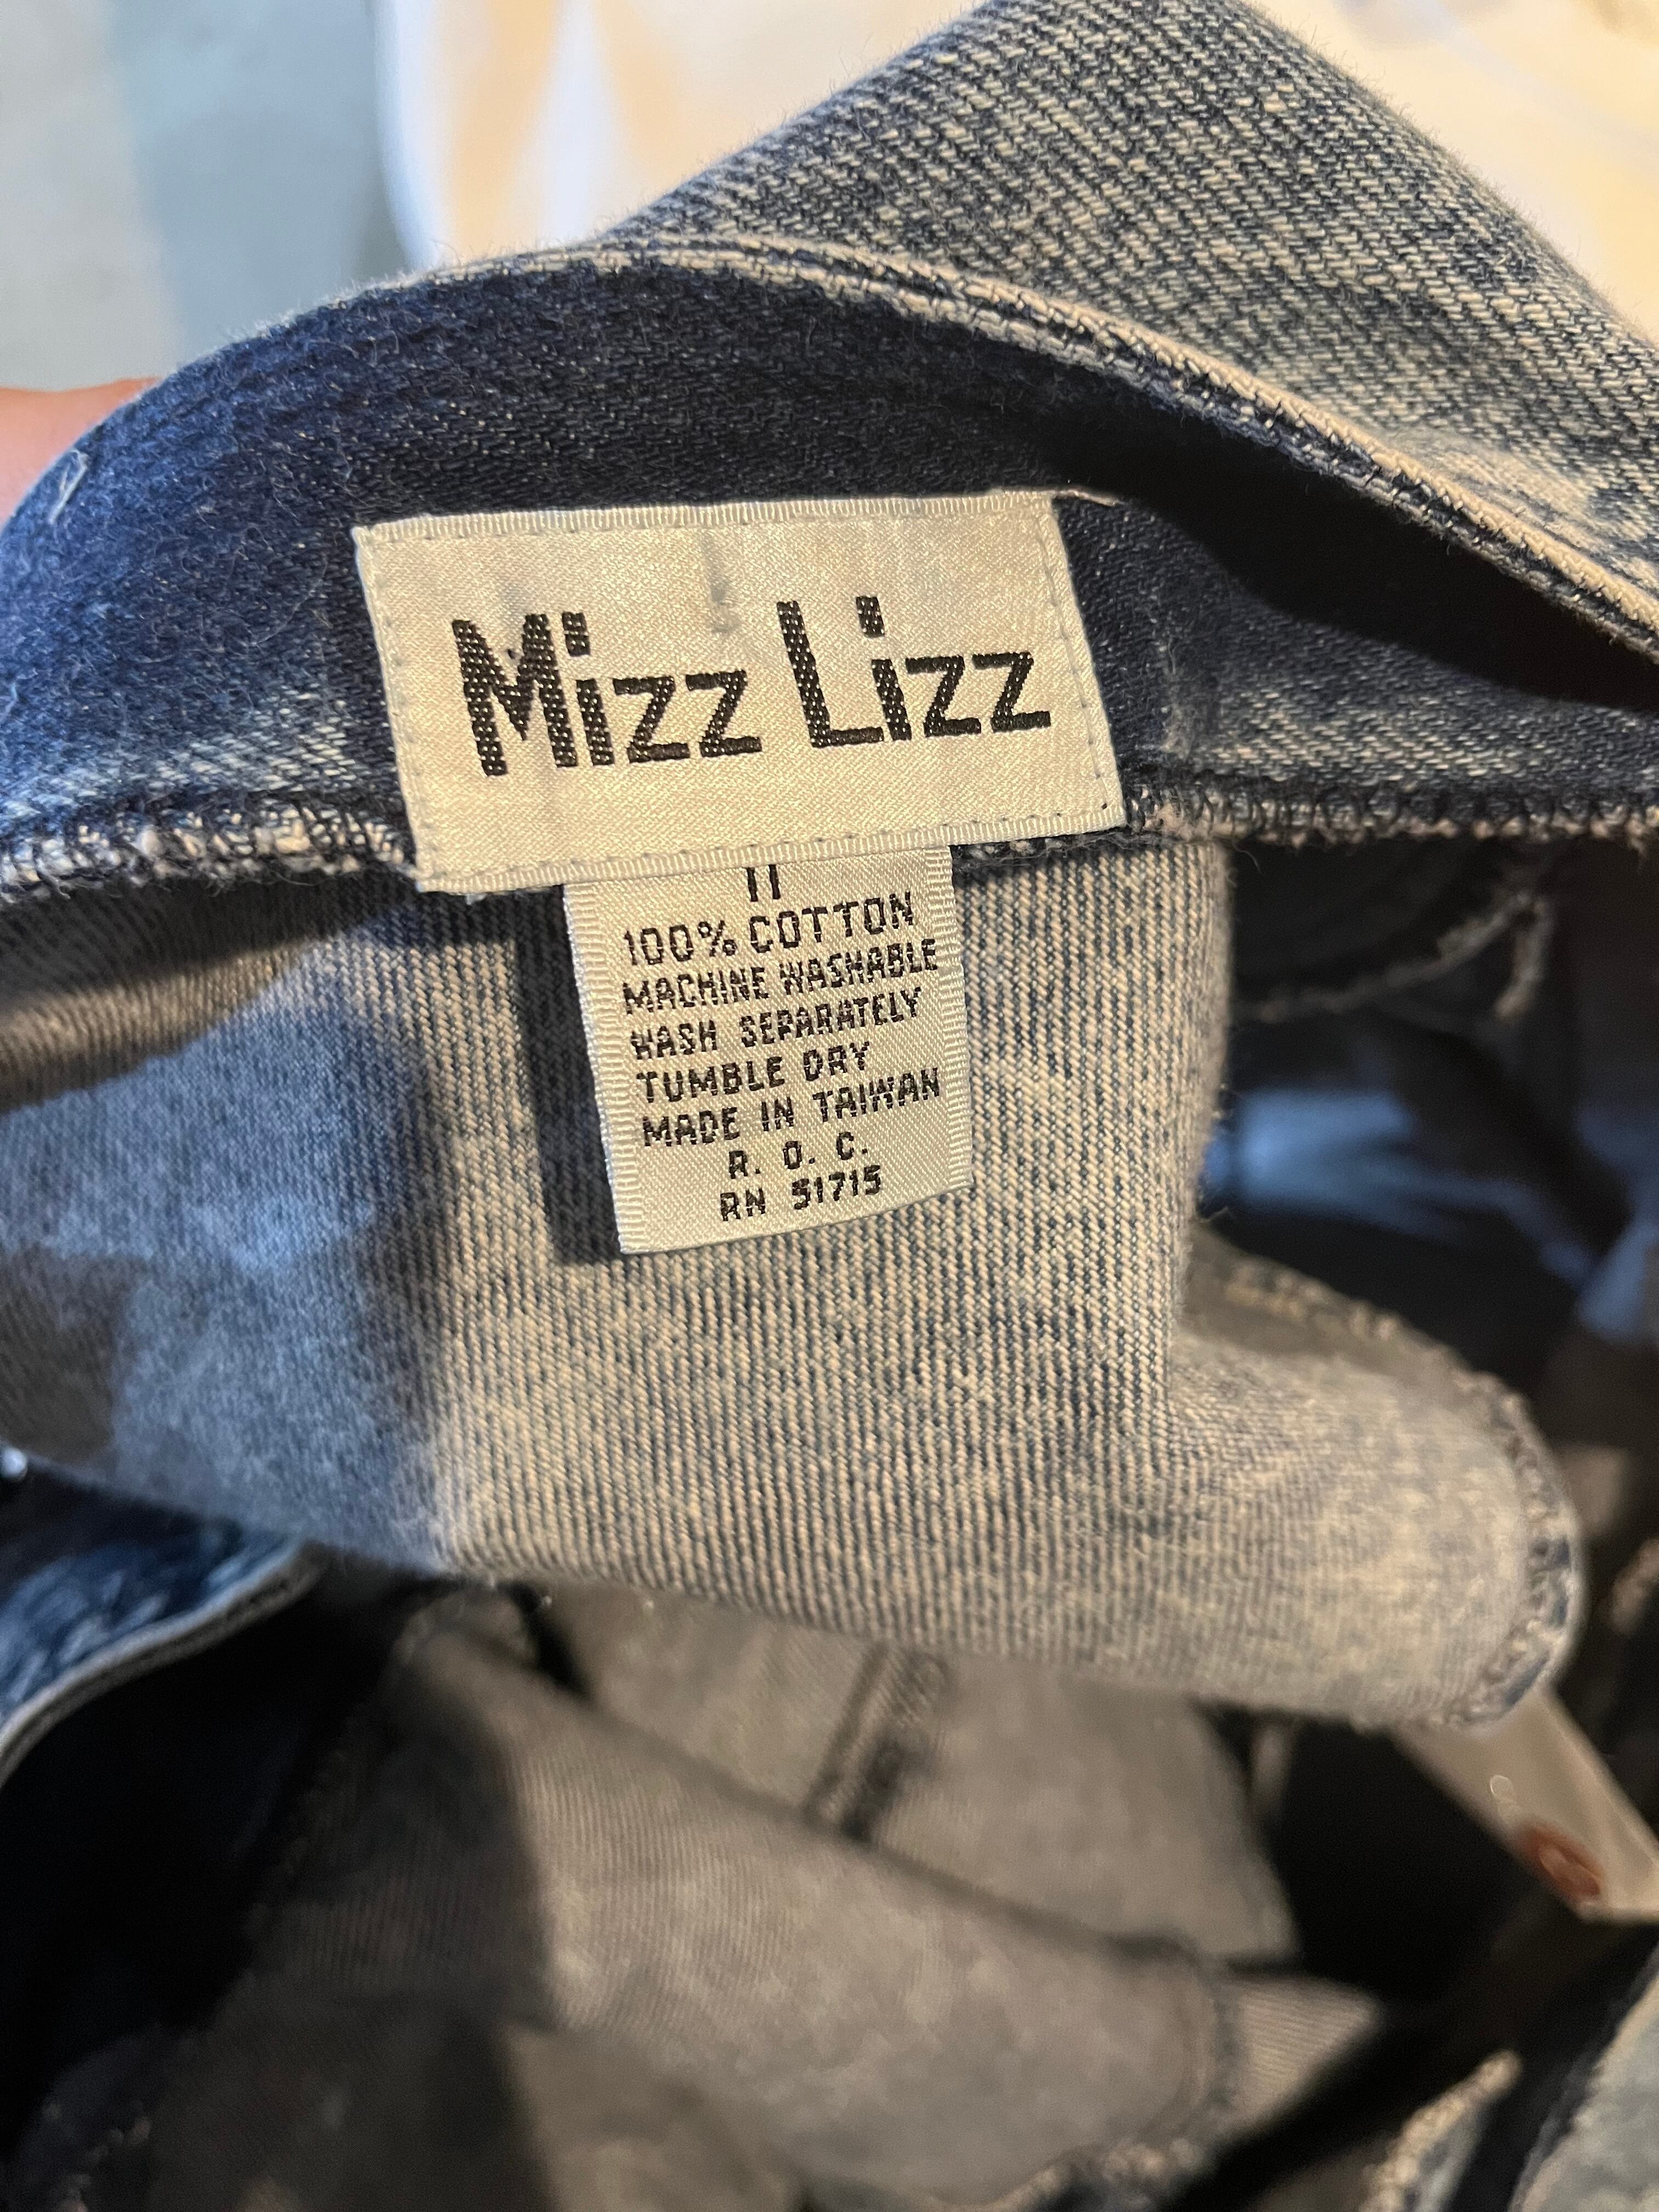 Mizz Lizz
11
100% COTTON
MACHINE WASHABLE
WASH SEPARATELY
TUMBLE DRY
MADE IN TAIWAN
R. O. C.
RN 51715